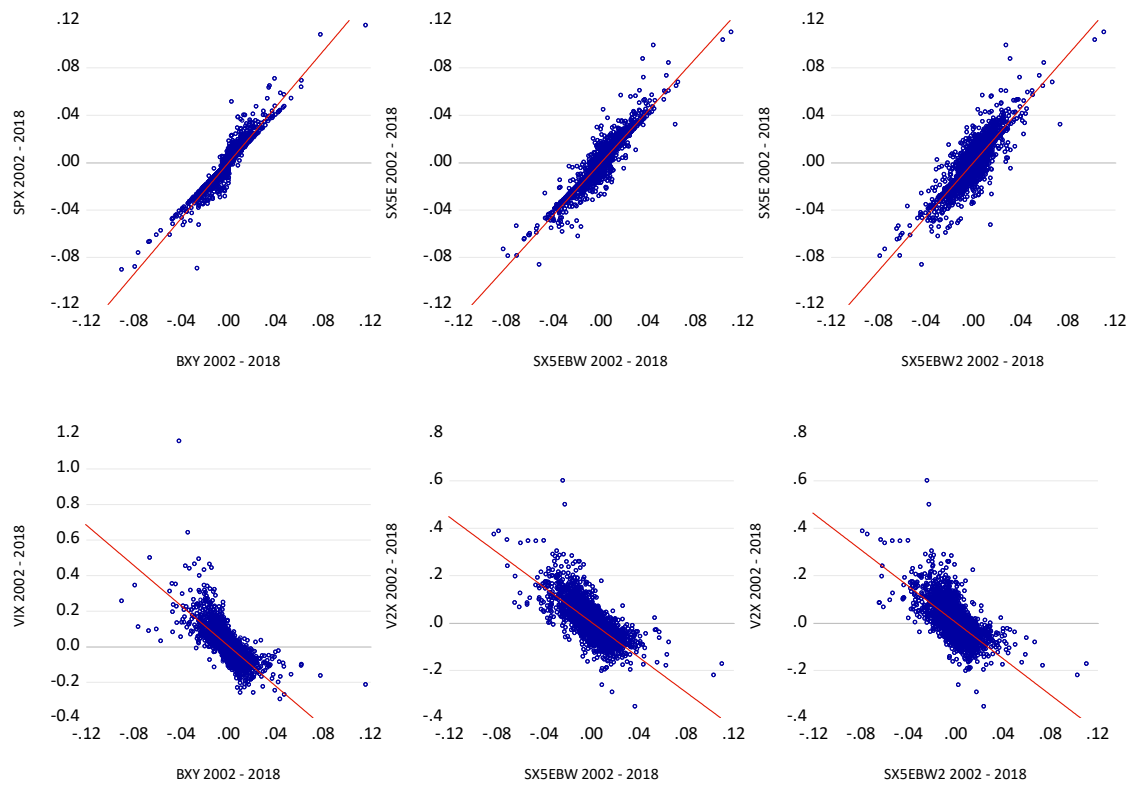 .12 .12 .12
.08 .08 .08
.04 .04 .04
.00 .00 .00
-.04 -.04 -.04
-.08 -.08 -.08
-.12 -.12 -.12
SPX 2002 - 2018 SX5E 2002 - 2018 SX5E 2002 - 2018
-.12 -.08 -.04 .00 .04 .08 .12 -.12 -.08 -.04 .00 .04 .08 .12 -.12 -.08 -.04 .00 .04 .08 .12
BXY 2002 - 2018 SX5EBW 2002 - 2018 SX5EBW2 2002 - 2018
1.2 .8 .8
1.0
0.8 .6 .6
0.6 .4 .4
0.4 .2 .2
0.2 .0 .0
0.0
-0.2 -.2 -.2
-0.4 -.4 -.4
VIX 2002 - 2018 V2X 2002 - 2018 V2X 2002 - 2018
-.12 -.08 -.04 .00 .04 .08 .12 -.12 -.08 -.04 .00 .04 .08 .12 -.12 -.08 -.04 .00 .04 .08 .12
BXY 2002 - 2018 SX5EBW 2002 - 2018 SX5EBW2 2002 - 2018